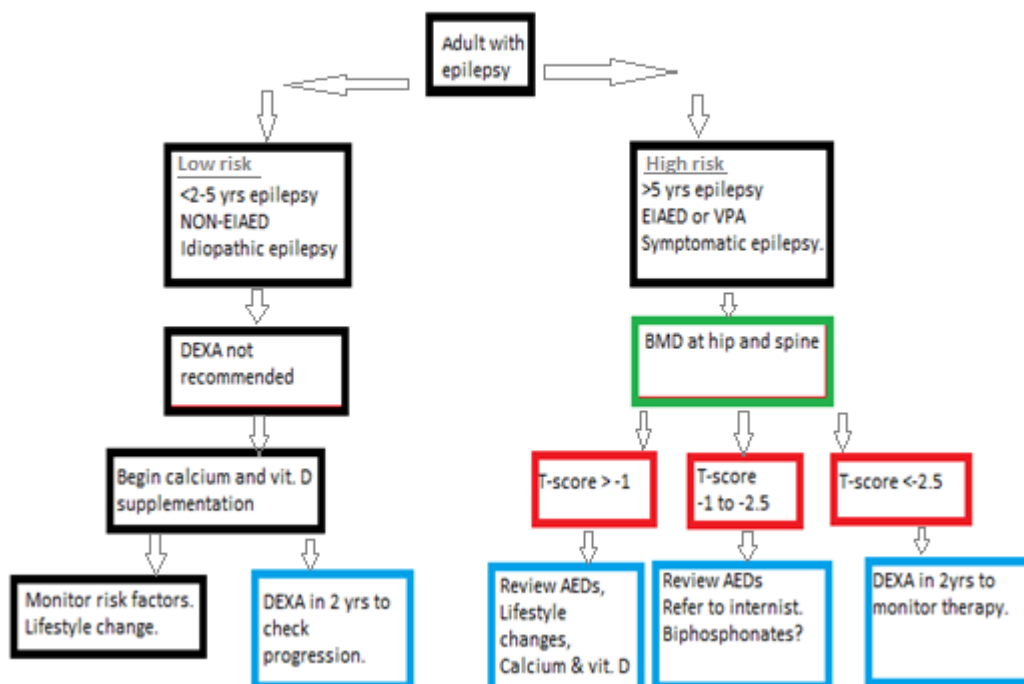 Adult with
epilepsy
Low risk
<2-5 yrs epilepsy
NON-EIAED
Idiopathic epilepsy
High risk
>5 yrs epilepsy
EIAED or VPA
Symptomatic epilepsy.
DEXA not
recommended
BMD at hip and spine
Begin calcium and vit. D
supplementation
T-score > -1
T-score
-1 to -2.5
T-score <-2.5
Monitor risk factors.
Lifestyle change.
DEXA in 2 yrs to
check
progression.
Review AEDs,
Lifestyle
changes,
Calcium & vit. D
Review AEDs
Refer to internist.
Biphosphonates?
DEXA in 2yrs to
monitor therapy.